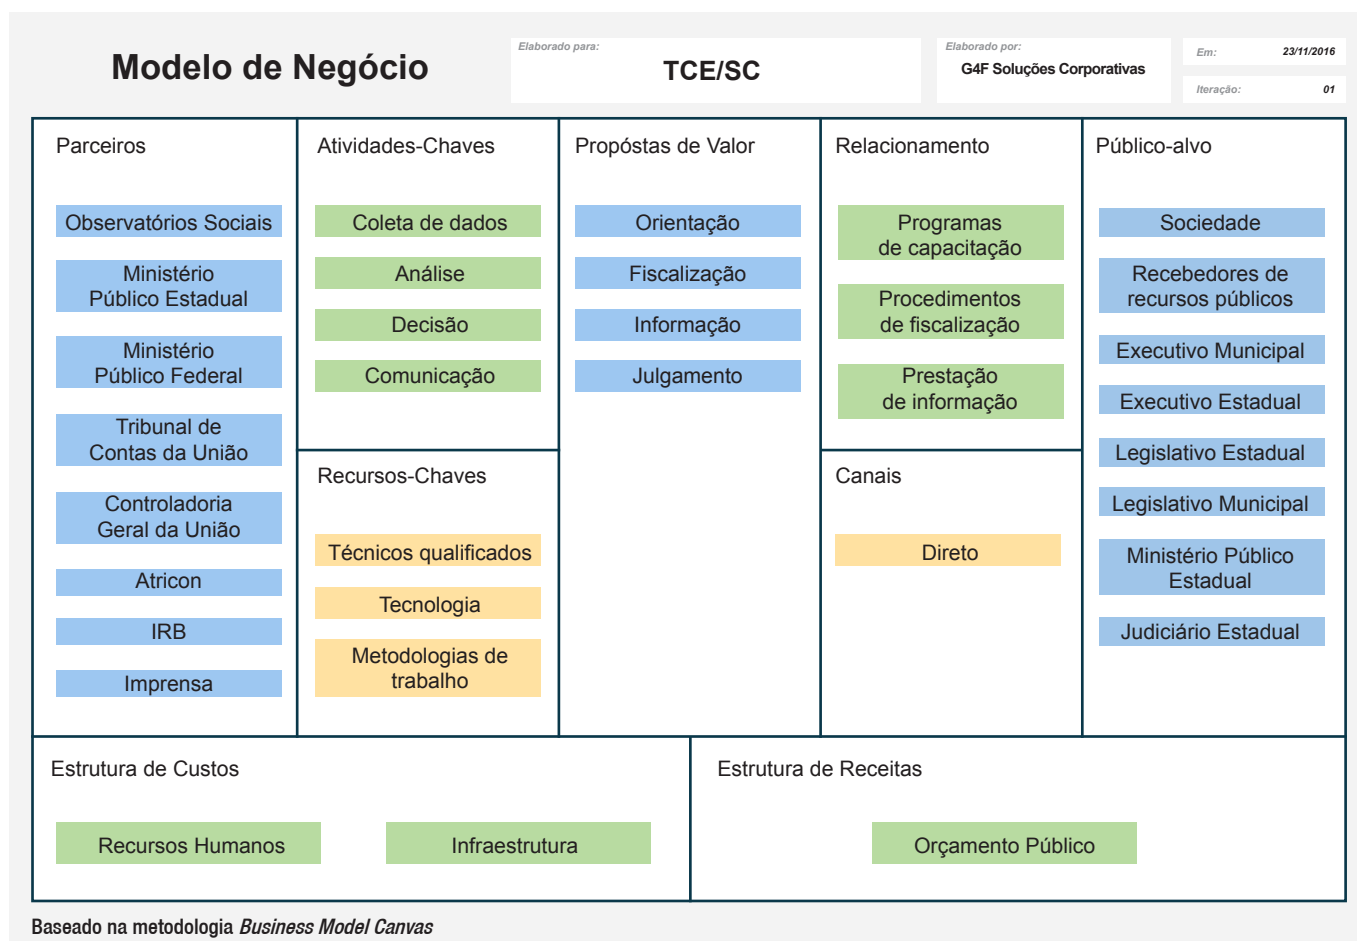 Modelo de Negócio
Elaborado para:
TCE/SC
Elaborado por:
G4F Soluções Corporativas
Em: 23/11/2016
Iteração: 01
Parceiros
Observatórios Sociais
Ministério
Público Estadual
Ministério
Público Federal
Tribunal de
Contas da União
Controladoria
Geral da União
Atricon
IRB
Imprensa
Atividades-Chaves
Coleta de dados
Análise
Decisão
Comunicação
Recursos-Chaves
Técnicos qualificados
Tecnologia
Metodologias de
trabalho
Propóstas de Valor
Orientação
Fiscalização
Informação
Julgamento
Relacionamento
Programas
de capacitação
Procedimentos
de fiscalização
Prestação
de informação
Canais
Direto
Público-alvo
Sociedade
Recebedores de
recursos públicos
Executivo Municipal
Executivo Estadual
Legislativo Estadual
Legislativo Municipal
Ministério Público
Estadual
Judiciário Estadual
Estrutura de Custos
Recursos Humanos
Infraestrutura
Estrutura de Receitas
Orçamento Público
Baseado na metodologia Business Model Canvas